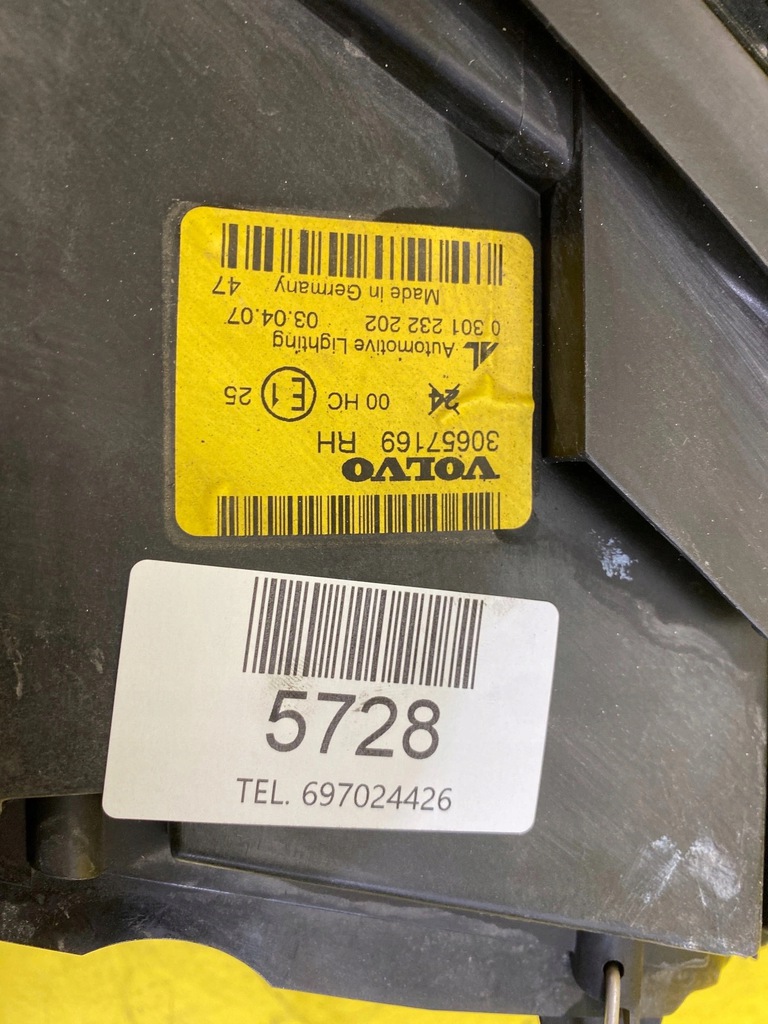 VOLVO
30657169 RH
24 00 HC E1 25
AL Automotive Lighting
0 301 232 202 03.04.07
Made in Germany 47
5728
TEL. 697024426